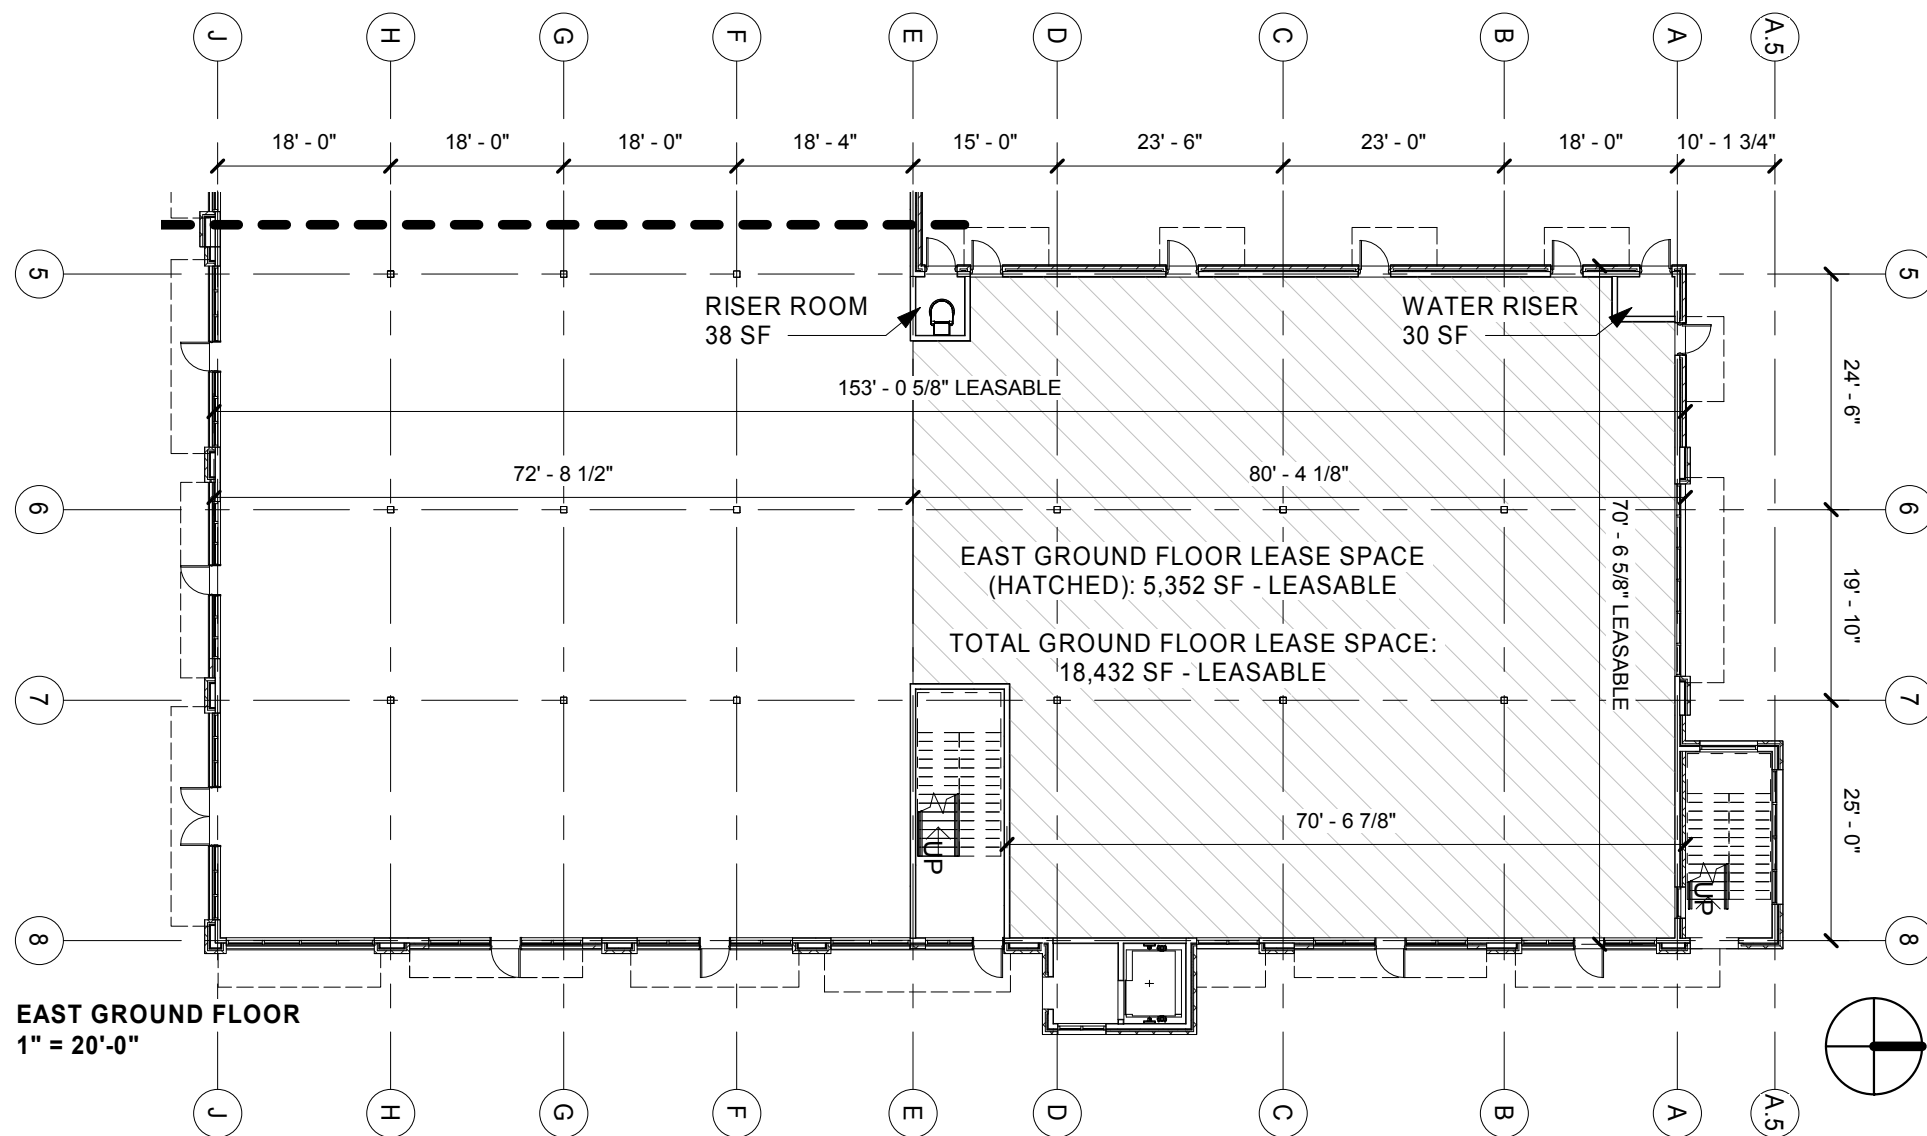 J H G F E D C B A A.5
18' - 0" 18' - 0" 18' - 0" 18' - 4" 15' - 0" 23' - 6" 23' - 0" 18' - 0" 10' - 1 3/4"
5 5
RISER ROOM
38 SF
WATER RISER
30 SF
24' - 6"
153' - 0 5/8" LEASABLE
72' - 8 1/2" 80' - 4 1/8"
6 6
70' - 6 5/8" LEASABLE
EAST GROUND FLOOR LEASE SPACE
(HATCHED): 5,352 SF - LEASABLE
19' - 10"
TOTAL GROUND FLOOR LEASE SPACE:
18,432 SF - LEASABLE
7 7
70' - 6 7/8"
25' - 0"
UP
UP
8 8
EAST GROUND FLOOR
1" = 20'-0"
J H G F E D C B A A.5